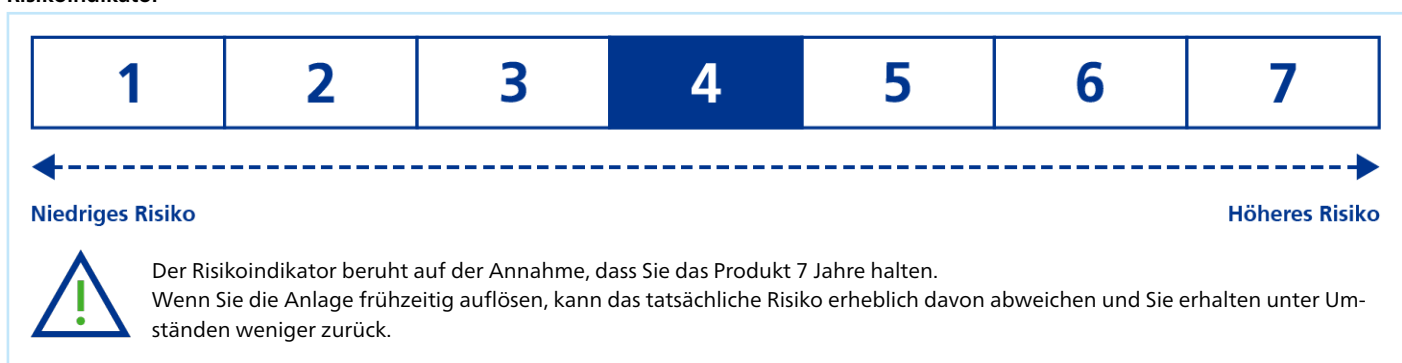 Risikoindikator
1 2 3 4 5 6 7
Niedriges Risiko Höheres Risiko
Der Risikoindikator beruht auf der Annahme, dass Sie das Produkt 7 Jahre halten.
Wenn Sie die Anlage frühzeitig auflösen, kann das tatsächliche Risiko erheblich davon abweichen und Sie erhalten unter Um-
ständen weniger zurück.